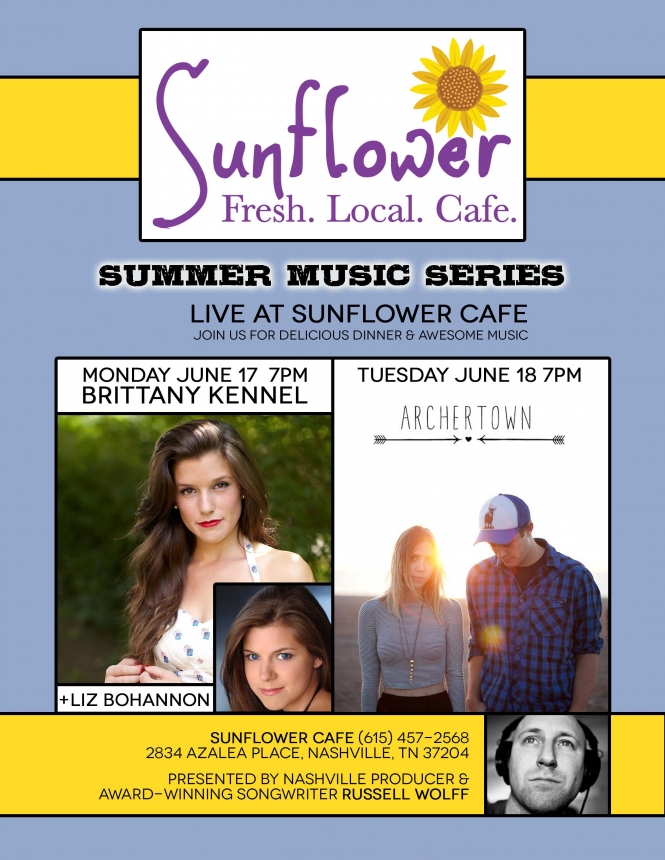 Sunflower
Fresh. Local. Cafe.
SUMMER MUSIC SERIES
LIVE AT SUNFLOWER CAFE
JOIN US FOR DELICIOUS DINNER & AWESOME MUSIC
MONDAY JUNE 17 7PM
BRITTANY KENNEL
+LIZ BOHANNON
TUESDAY JUNE 18 7PM
ARCHERTOWN
SUNFLOWER CAFE (615) 457-2568
2834 AZALEA PLACE, NASHVILLE, TN 37204
PRESENTED BY NASHVILLE PRODUCER &
AWARD-WINNING SONGWRITER RUSSELL WOLFF